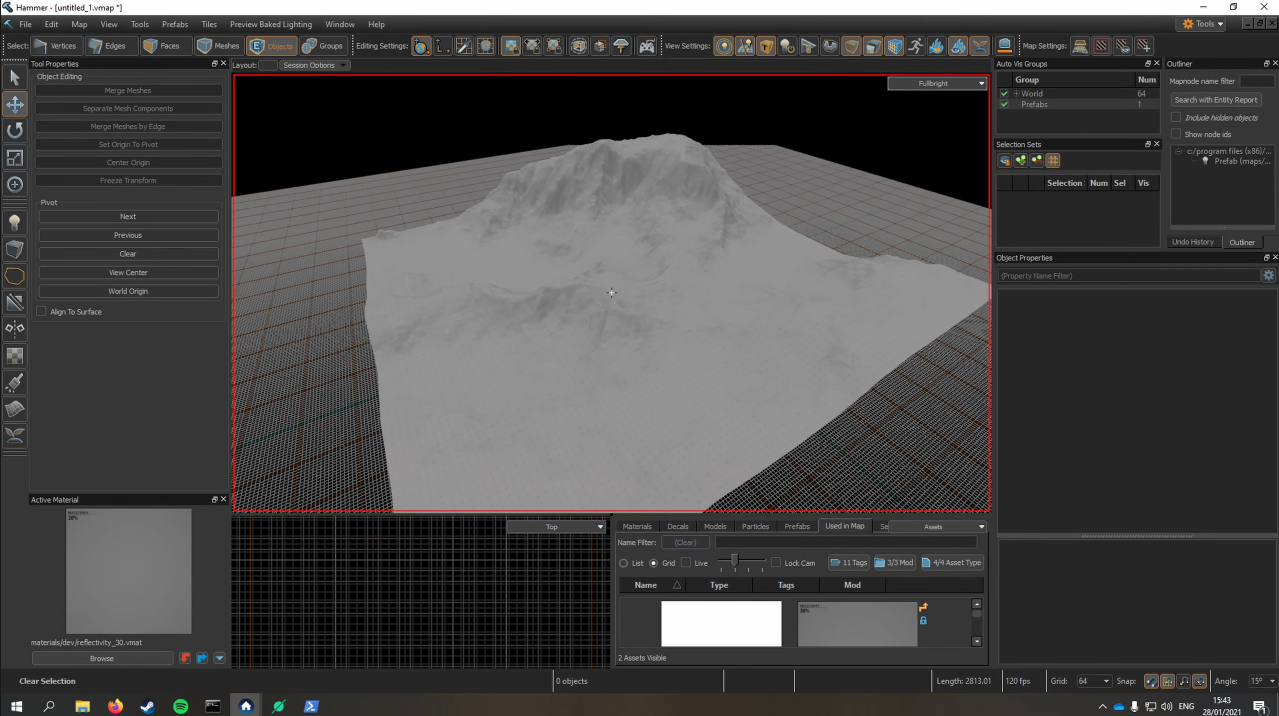 Hammer - [untitled_1.vmap *]
File Edit Map View Tools Prefabs Tiles Preview Baked Lighting Window Help
Tools
Select: Vertices Edges Faces Meshes Objects Groups Editing Settings: View Settings: Map Settings:
Tool Properties
Layout: Session Options
Auto Vis Groups
Outliner
Object Editing
Merge Meshes
Separate Mesh Components
Merge Meshes by Edge
Set Origin To Pivot
Center Origin
Freeze Transform
Pivot
Next
Previous
Clear
View Center
World Origin
Align To Surface
Fullbright
Group Num
World 64
Prefabs 1
Selection Sets
Selection Num Sel Vis
Mapnode name filter
Search with Entity Report
Include hidden objects
Show node ids
c:/program files (x86)/...
Prefab (maps/...
Undo History Outliner
Object Properties
(Property Name Filter)
Active Material
30%
materials/dev/reflectivity_30.vmat
Browse
Top
Materials Decals Models Particles Prefabs Used in Map Se Assets
Name Filter: (Clear)
List Grid Live Lock Cam 11 Tags 3/3 Mod 4/4 Asset Type
Name Type Tags Mod
30%
2 Assets Visible
Clear Selection 0 objects Length: 2813.01 120 fps Grid: 64 Snap: Angle: 15°
ENG 15:43
28/01/2021
1